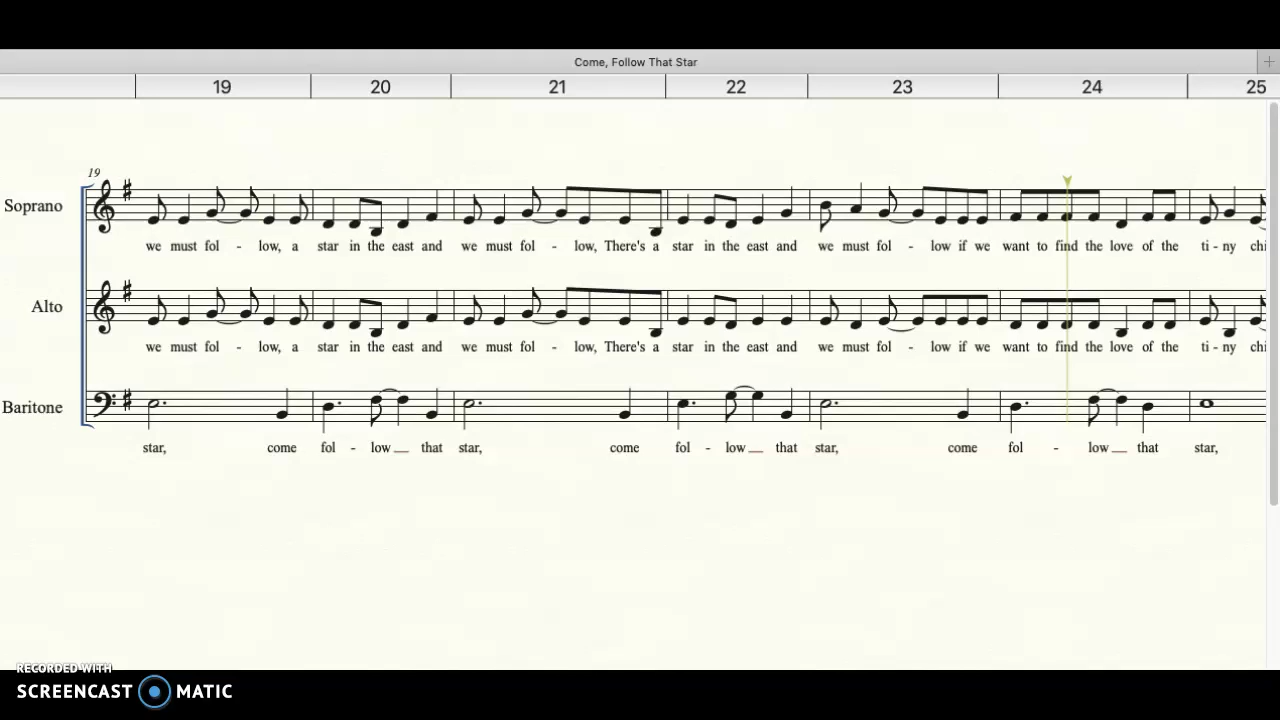 Come, Follow That Star
19 20 21 22 23 24 25
19
Soprano
we must fol - low, a star in the east and we must fol - low, There's a star in the east and we must fol - low if we want to find the love of the ti - ny chi
Alto
we must fol - low, a star in the east and we must fol - low, There's a star in the east and we must fol - low if we want to find the love of the ti - ny chi
Baritone
star, come fol - low that star, come fol - low that star, come fol - low that star,
RECORDED WITH
SCREENCAST MATIC